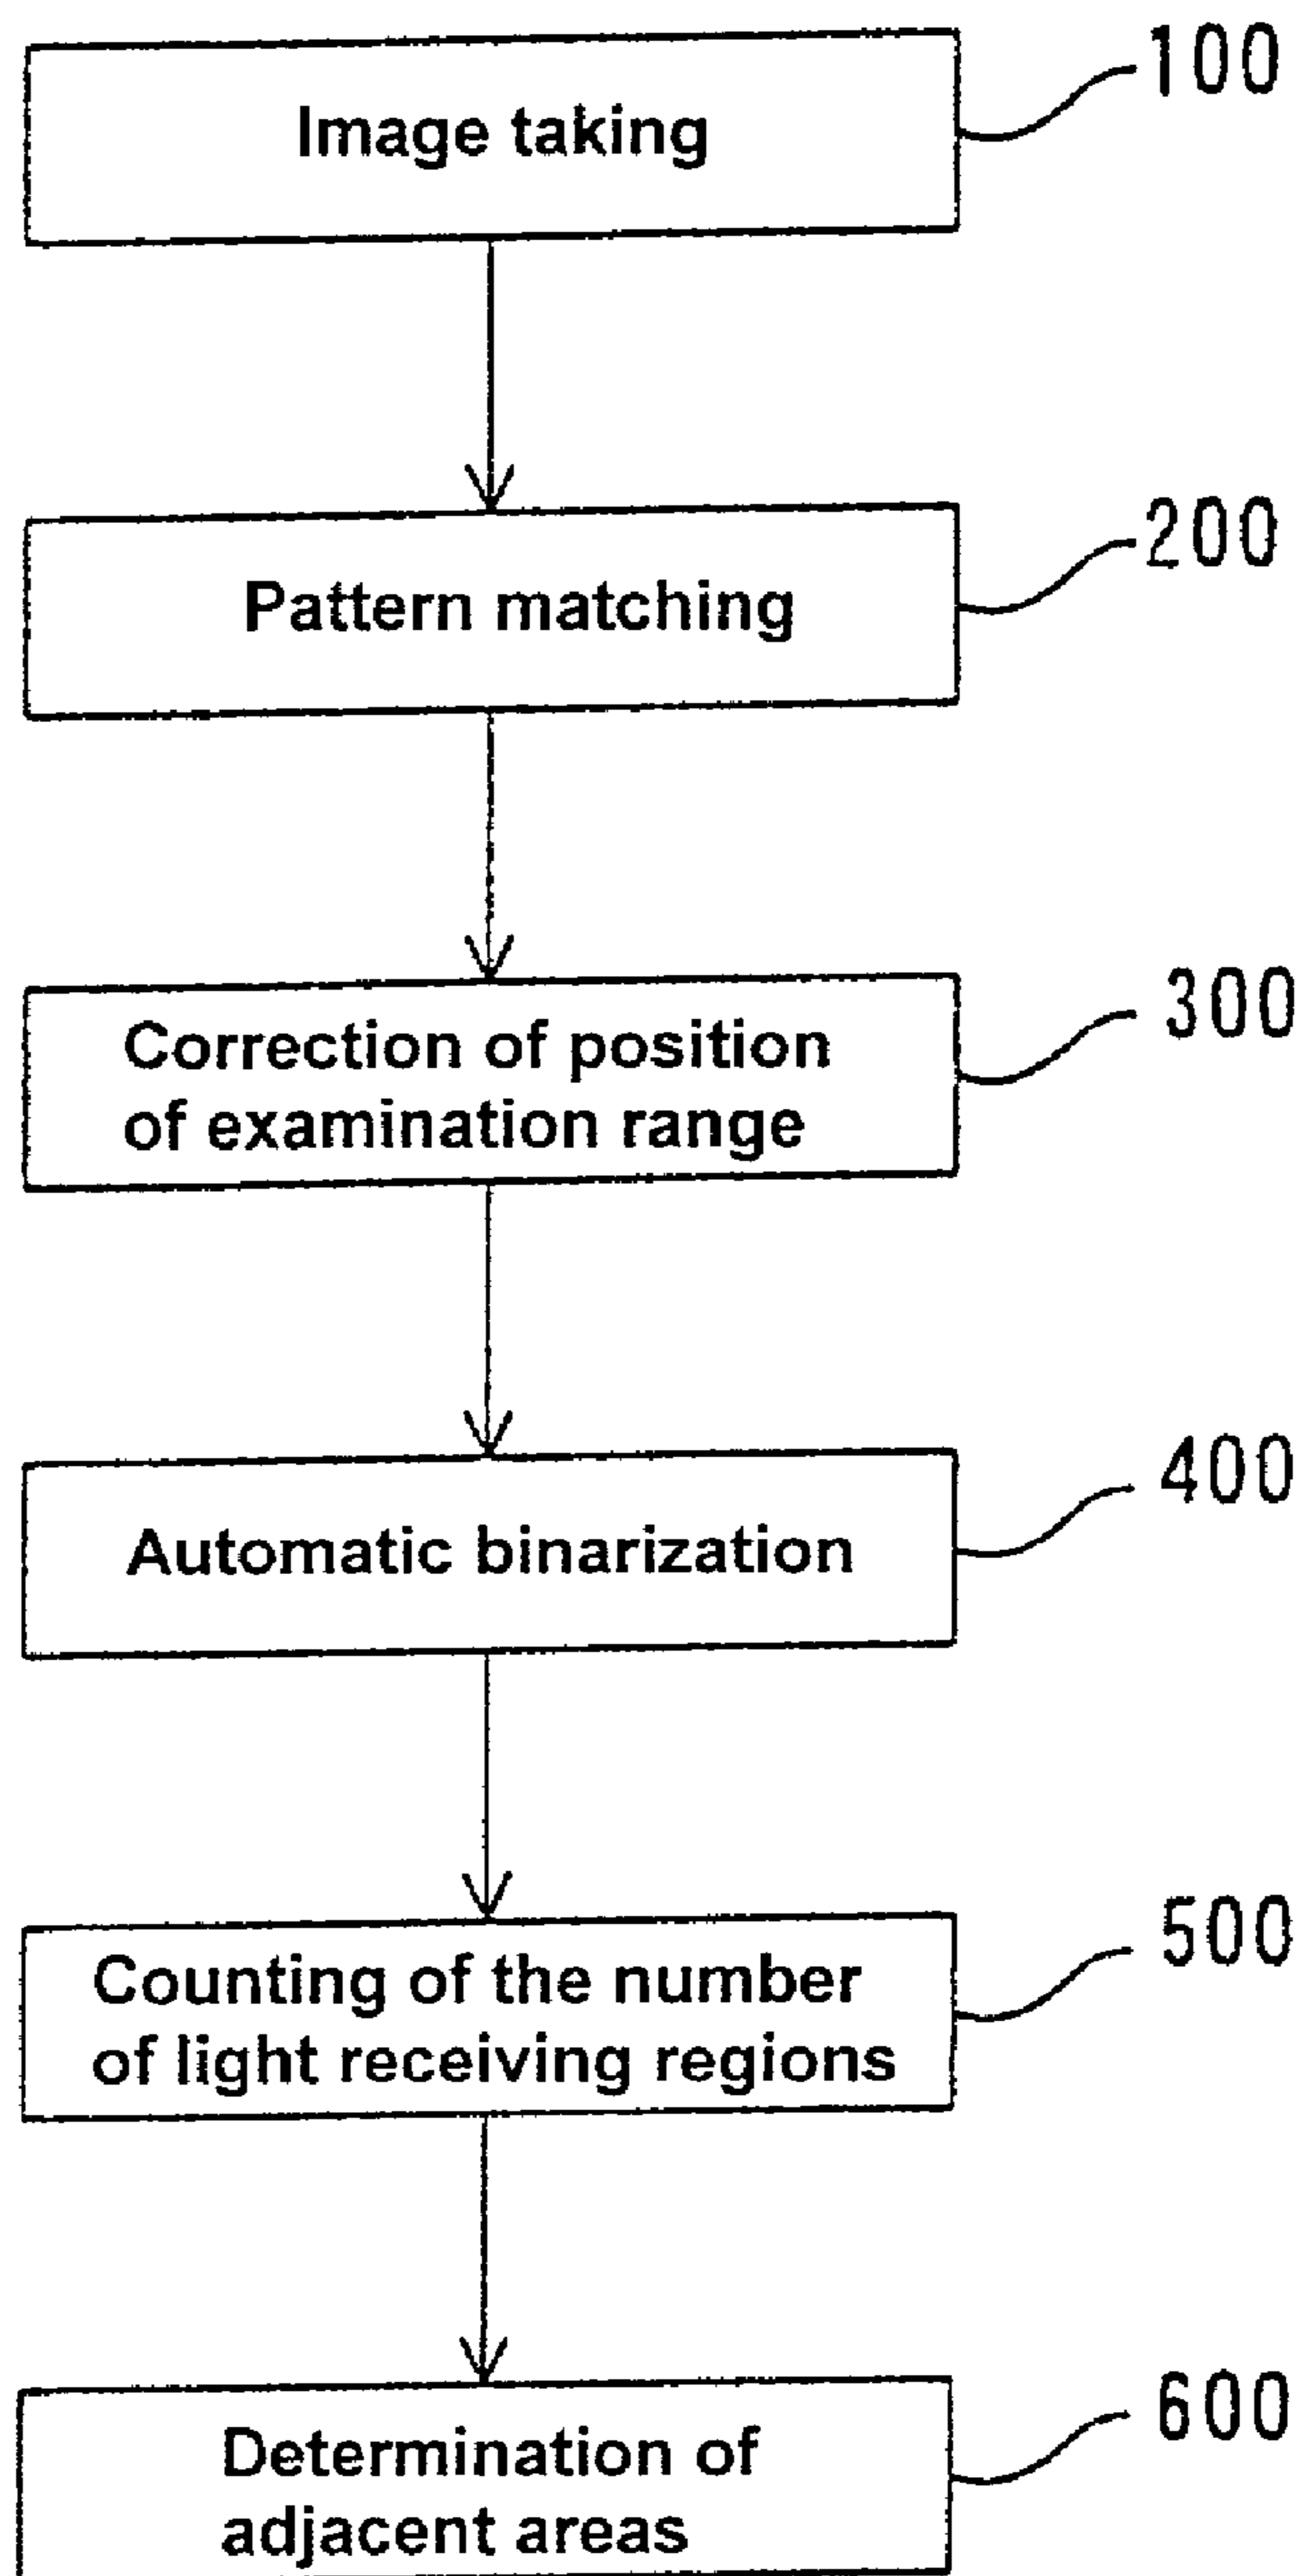 Image taking
100
Pattern matching
200
Correction of position
of examination range
300
Automatic binarization
400
Counting of the number
of light receiving regions
500
Determination of
adjacent areas
600